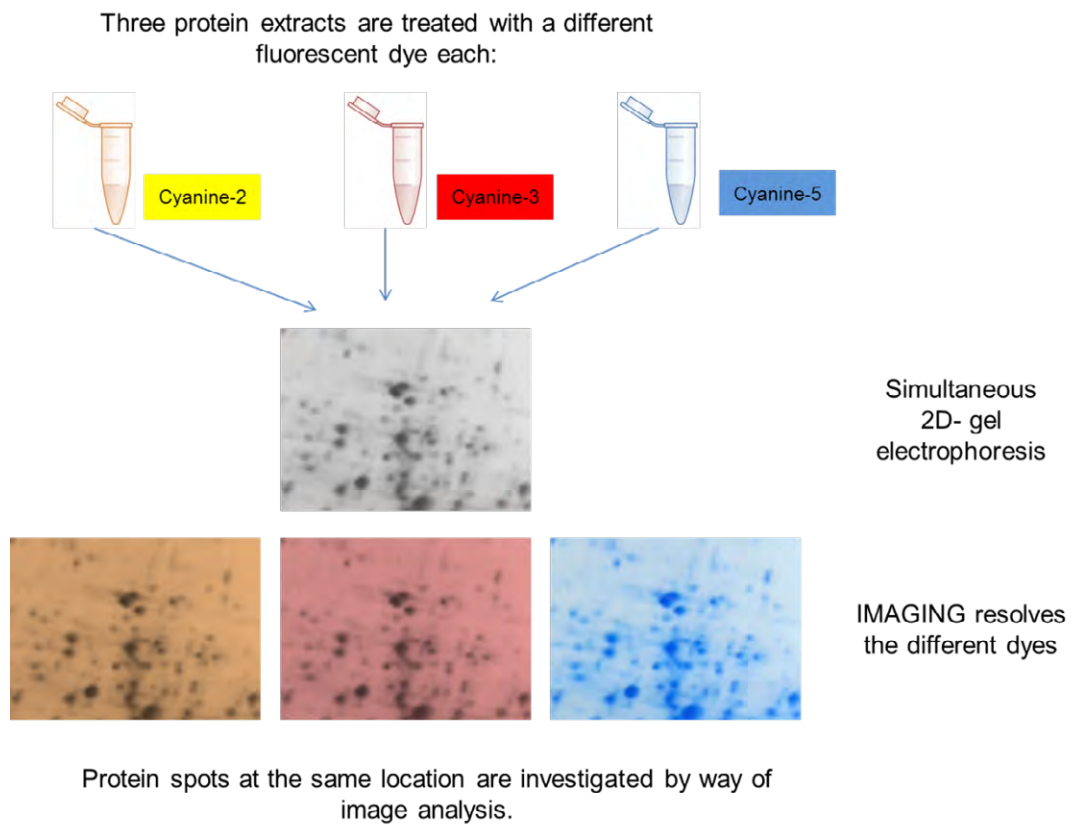 Three protein extracts are treated with a different
fluorescent dye each:
Cyanine-2
Cyanine-3
Cyanine-5
Simultaneous
2D- gel
electrophoresis
IMAGING resolves
the different dyes
Protein spots at the same location are investigated by way of
image analysis.